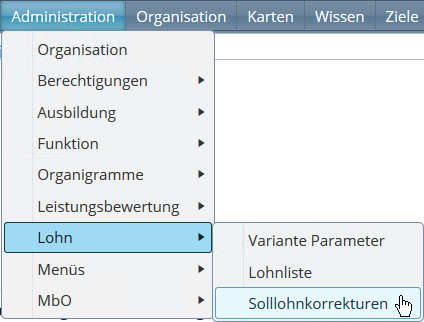 Administration Organisation Karten Wissen Ziele
Organisation
Berechtigungen
Ausbildung
Funktion
Organigramme
Leistungsbewertung
Lohn
Menüs
MbO
Variante Parameter
Lohnliste
Solllohnkorrekturen